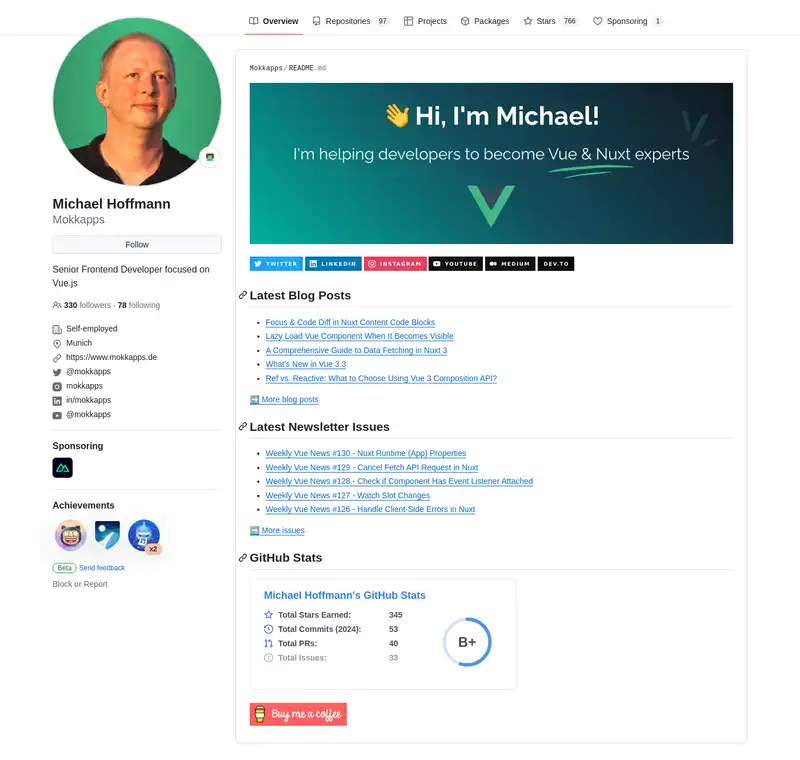 Overview Repositories 97 Projects Packages Stars 766 Sponsoring 1
Michael Hoffmann
Mokkapps
Follow
Senior Frontend Developer focused on
Vue.js
330 followers · 78 following
Self-employed
Munich
https://www.mokkapps.de
@mokkapps
mokkapps
in/mokkapps
@mokkapps
Sponsoring
Achievements
x2
Beta Send feedback
Block or Report
Mokkapps/README.md
👋 Hi, I'm Michael!
I'm helping developers to become Vue & Nuxt experts
TWITTER LINKEDIN INSTAGRAM YOUTUBE MEDIUM DEV.TO
Latest Blog Posts
Focus & Code Diff in Nuxt Content Code Blocks
Lazy Load Vue Component When It Becomes Visible
A Comprehensive Guide to Data Fetching in Nuxt 3
What's New in Vue 3.3
Ref vs. Reactive: What to Choose Using Vue 3 Composition API?
➡️ More blog posts
Latest Newsletter Issues
Weekly Vue News #130 - Nuxt Runtime (App) Properties
Weekly Vue News #129 - Cancel Fetch API Request in Nuxt
Weekly Vue News #128 - Check if Component Has Event Listener Attached
Weekly Vue News #127 - Watch Slot Changes
Weekly Vue News #126 - Handle Client-Side Errors in Nuxt
➡️ More issues
GitHub Stats
Michael Hoffmann's GitHub Stats
Total Stars Earned: 345
Total Commits (2024): 53
Total PRs: 40
Total Issues: 33
B+
Buy me a coffee